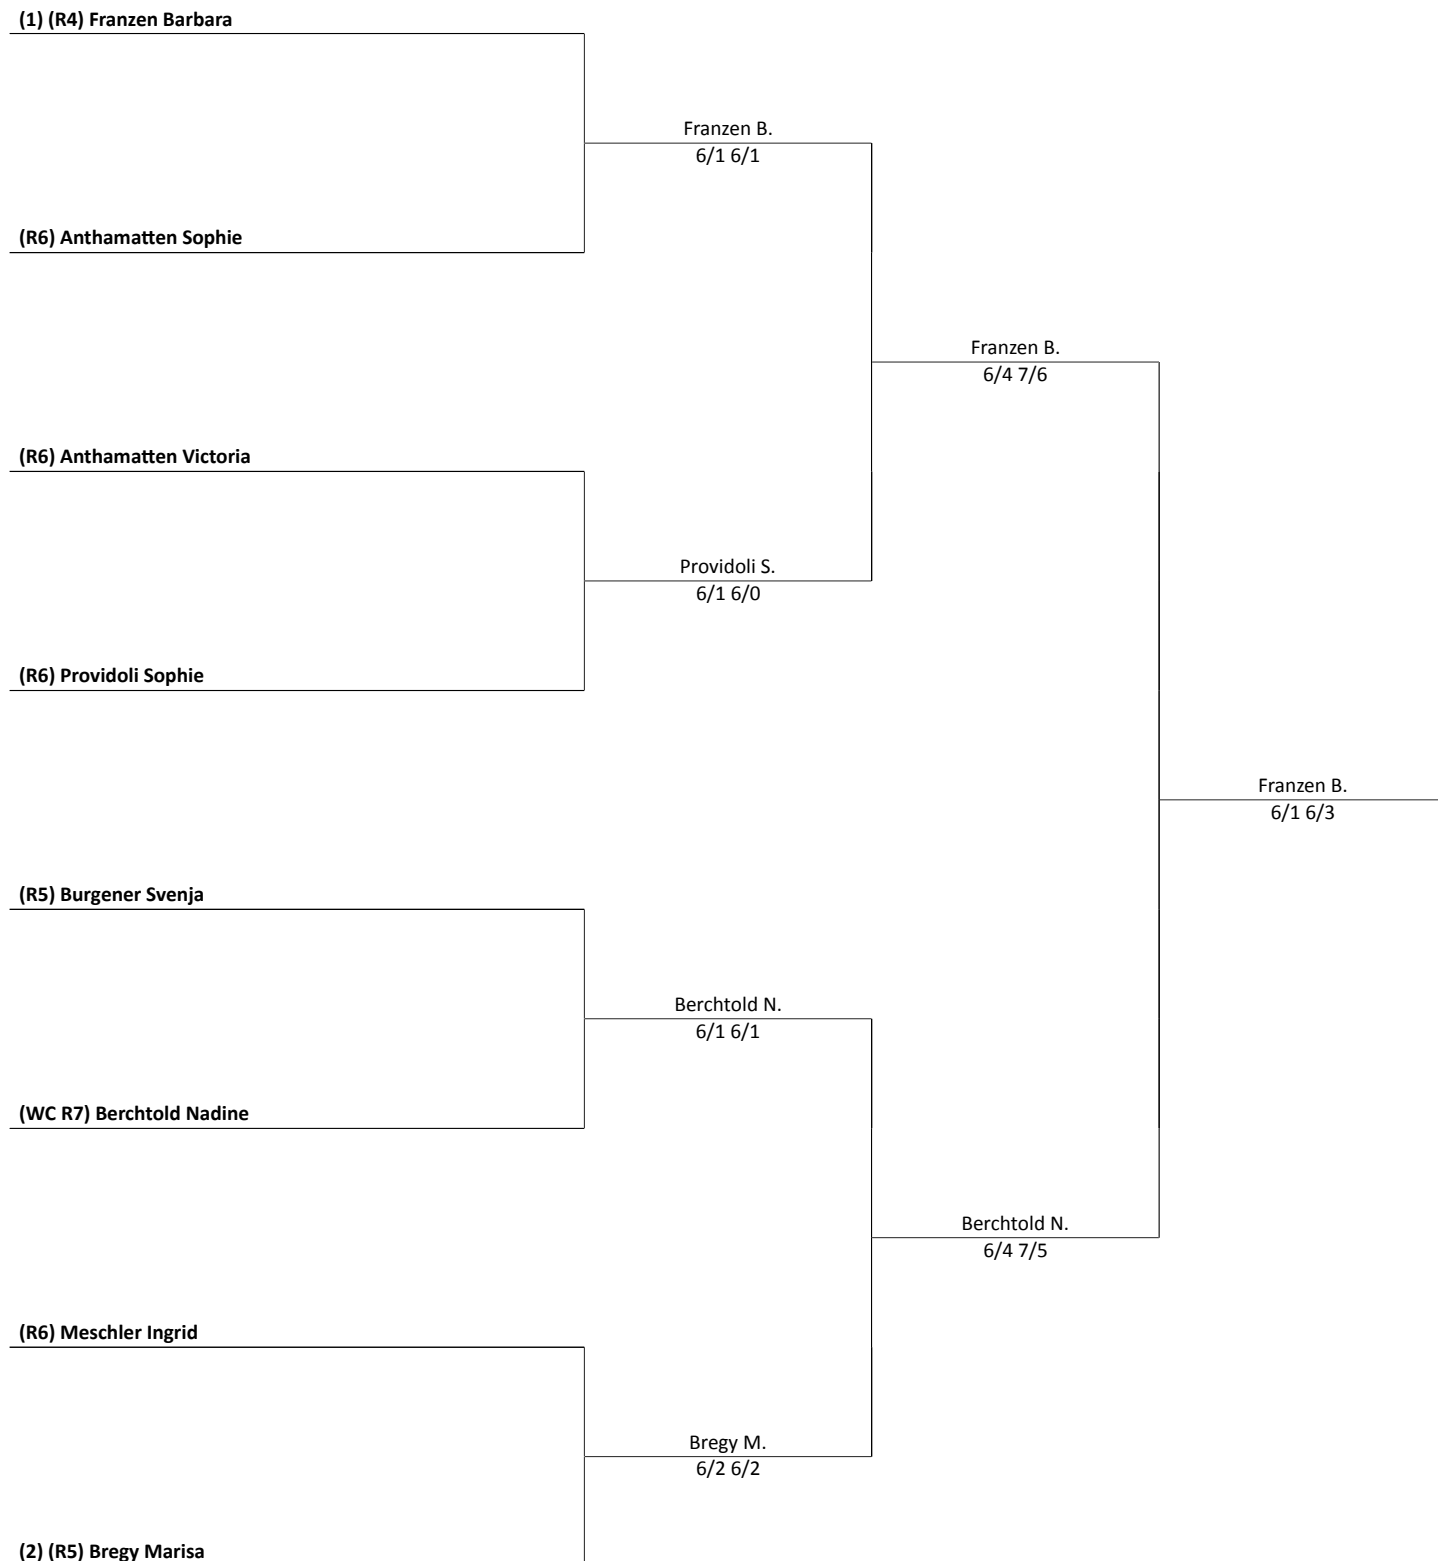 (1) (R4) Franzen Barbara
Franzen B.
6/1 6/1
(R6) Anthamatten Sophie
Franzen B.
6/4 7/6
(R6) Anthamatten Victoria
Providoli S.
6/1 6/0
(R6) Providoli Sophie
Franzen B.
6/1 6/3
(R5) Burgener Svenja
Berchtold N.
6/1 6/1
(WC R7) Berchtold Nadine
Berchtold N.
6/4 7/5
(R6) Meschler Ingrid
Bregy M.
6/2 6/2
(2) (R5) Bregy Marisa